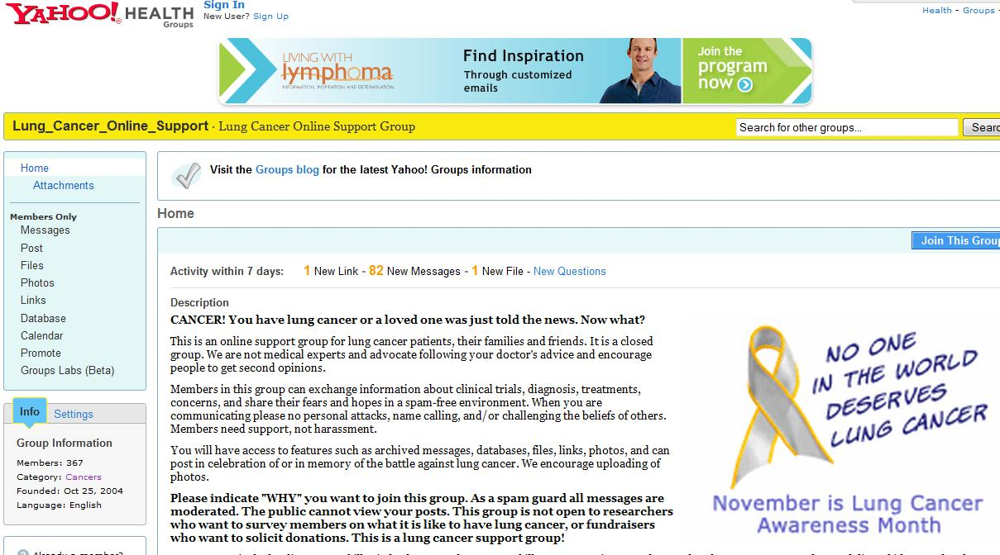 YAHOO! HEALTH
Groups
Sign In
New User? Sign Up
Health - Groups -
LIVING WITH
lymphoma
INFORMATION, INSPIRATION AND DETERMINATION
Find Inspiration
Through customized
emails
Join the
program
now
Lung_Cancer_Online_Support · Lung Cancer Online Support Group
Search for other groups...
Searc
Home
Attachments
Members Only
Messages
Post
Files
Photos
Links
Database
Calendar
Promote
Groups Labs (Beta)
Info Settings
Group Information
Members: 367
Category: Cancers
Founded: Oct 25, 2004
Language: English
Already a member?
Visit the Groups blog for the latest Yahoo! Groups information
Home
Join This Group
Activity within 7 days: 1 New Link - 82 New Messages - 1 New File - New Questions
Description
CANCER! You have lung cancer or a loved one was just told the news. Now what?
This is an online support group for lung cancer patients, their families and friends. It is a closed
group. We are not medical experts and advocate following your doctor's advice and encourage
people to get second opinions.
Members in this group can exchange information about clinical trials, diagnosis, treatments,
concerns, and share their fears and hopes in a spam-free environment. When you are
communicating please no personal attacks, name calling, and/or challenging the beliefs of others.
Members need support, not harassment.
You will have access to features such as archived messages, databases, files, links, photos, and can
post in celebration of or in memory of the battle against lung cancer. We encourage uploading of
photos.
Please indicate "WHY" you want to join this group. As a spam guard all messages are
moderated. The public cannot view your posts. This group is not open to researchers
who want to survey members on what it is like to have lung cancer, or fundraisers
who want to solicit donations. This is a lung cancer support group!
NO ONE
IN THE WORLD
DESERVES
LUNG CANCER
November is Lung Cancer
Awareness Month